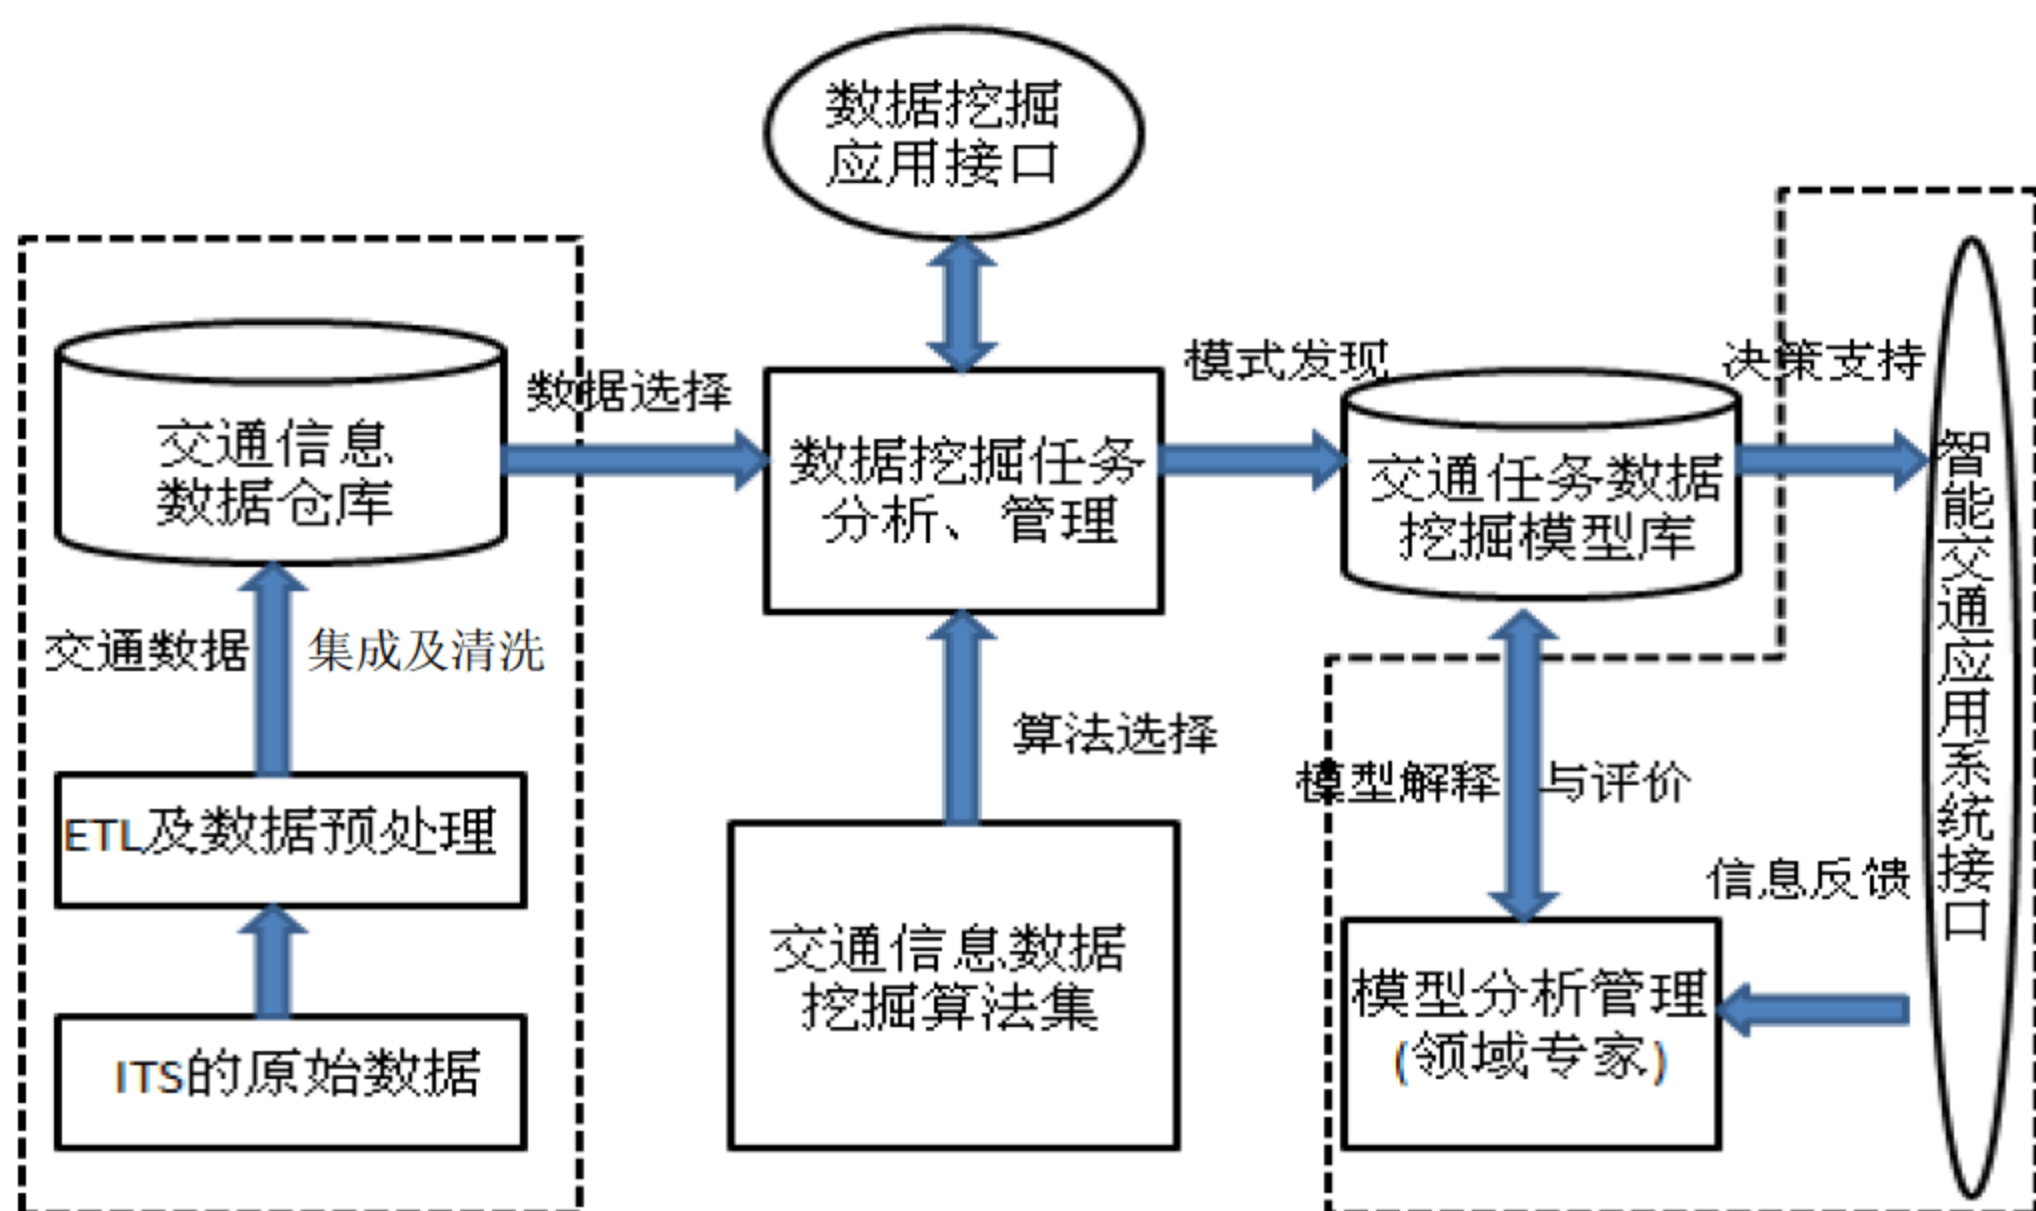 数据挖掘
应用接口
交通信息
数据仓库
数据选择
数据挖掘任务
分析、管理
模式发现
交通任务数据
挖掘模型库
决策支持
智能交通应用系统接口
交通数据
集成及清洗
ETL及数据预处理
ITS的原始数据
算法选择
交通信息数据
挖掘算法集
模型解释
与评价
信息反馈
模型分析管理
(领域专家)